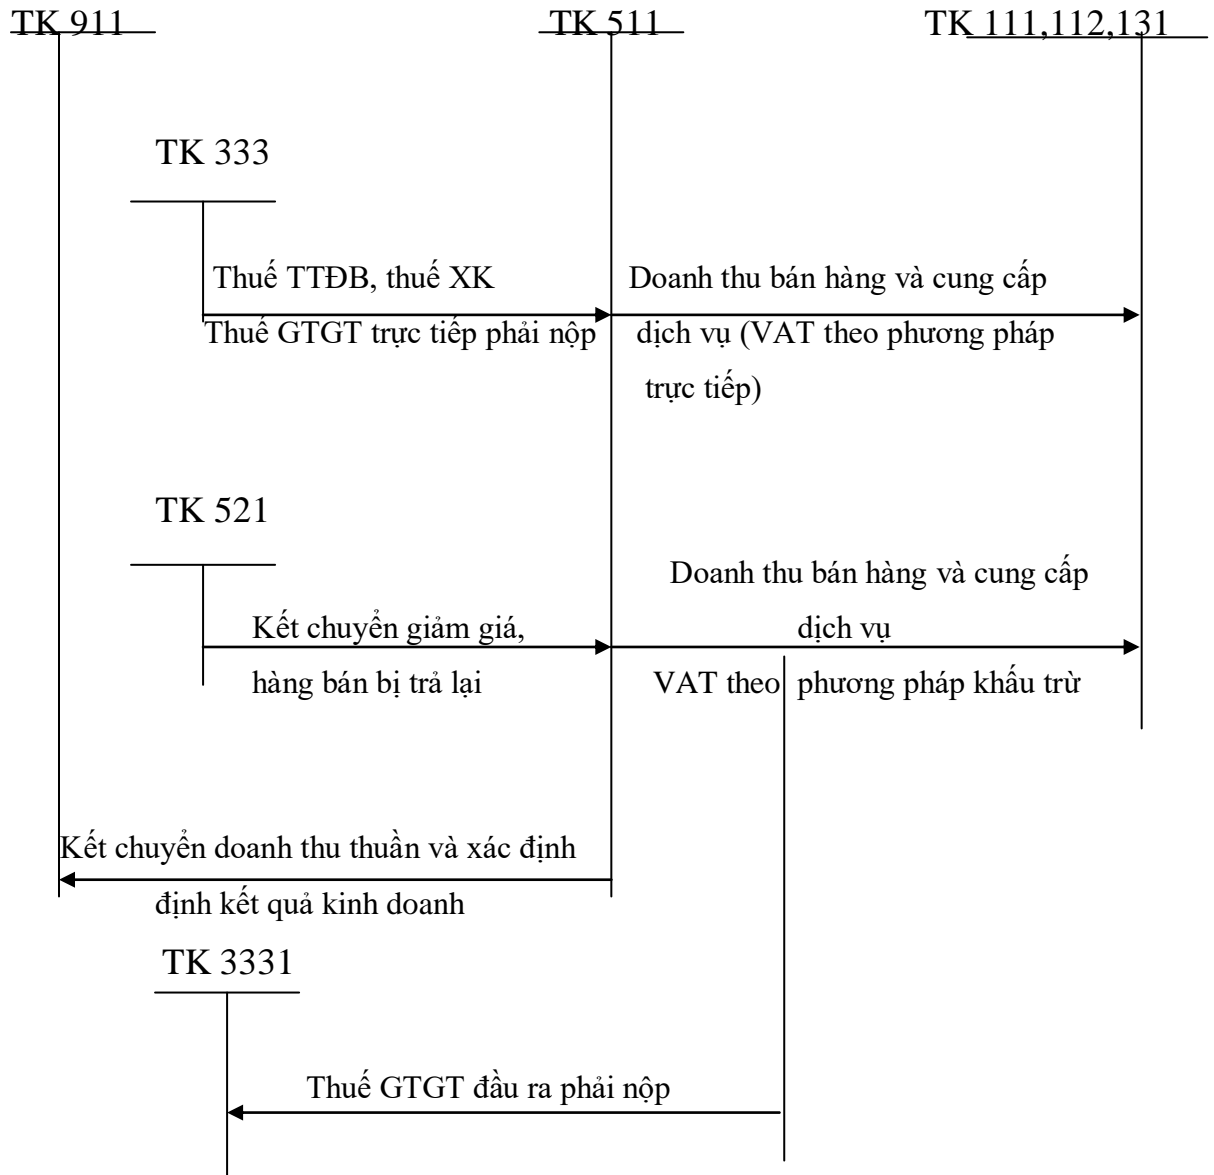 TK 911
TK 511
TK 111,112,131
TK 333
Thuế TTĐB, thuế XK
Thuế GTGT trực tiếp phải nộp
Doanh thu bán hàng và cung cấp
dịch vụ (VAT theo phương pháp
trực tiếp)
TK 521
Kết chuyển giảm giá,
hàng bán bị trả lại
Doanh thu bán hàng và cung cấp
dịch vụ
VAT theo phương pháp khấu trừ
Kết chuyển doanh thu thuần và xác định
định kết quả kinh doanh
TK 3331
Thuế GTGT đầu ra phải nộp